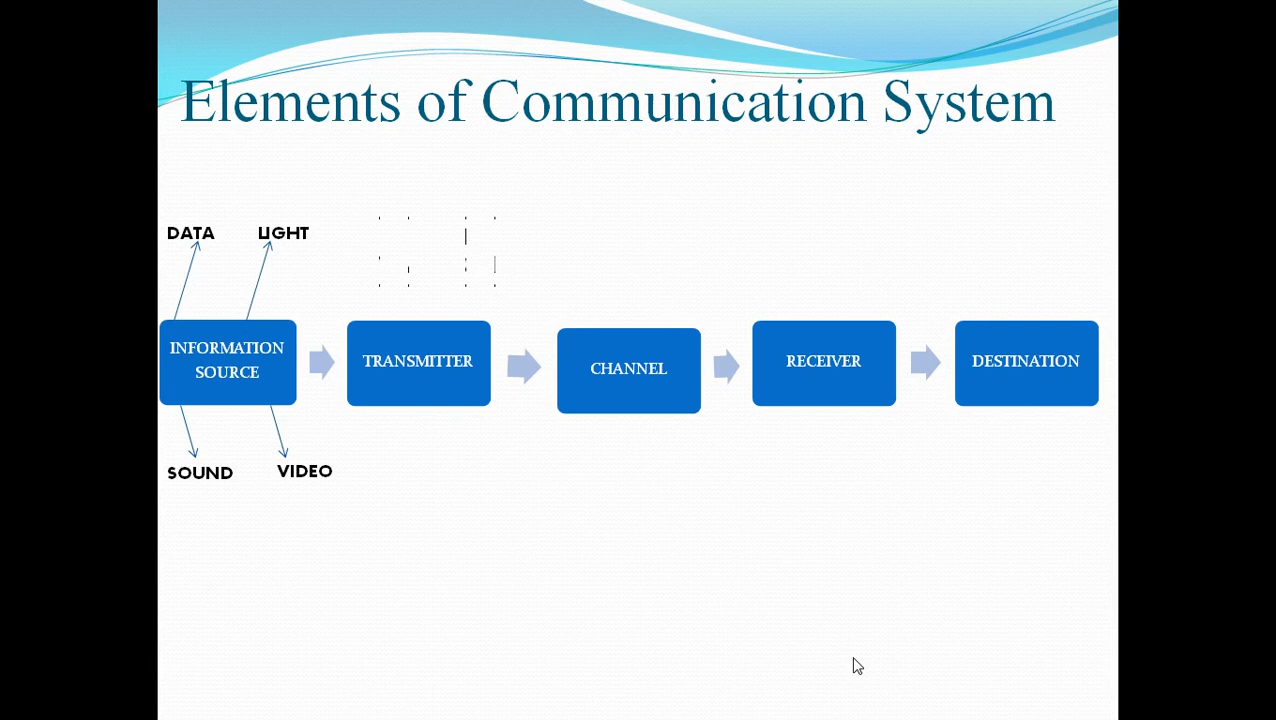 Elements of Communication System
DATA
LIGHT
INFORMATION
SOURCE
TRANSMITTER
CHANNEL
RECEIVER
DESTINATION
SOUND
VIDEO